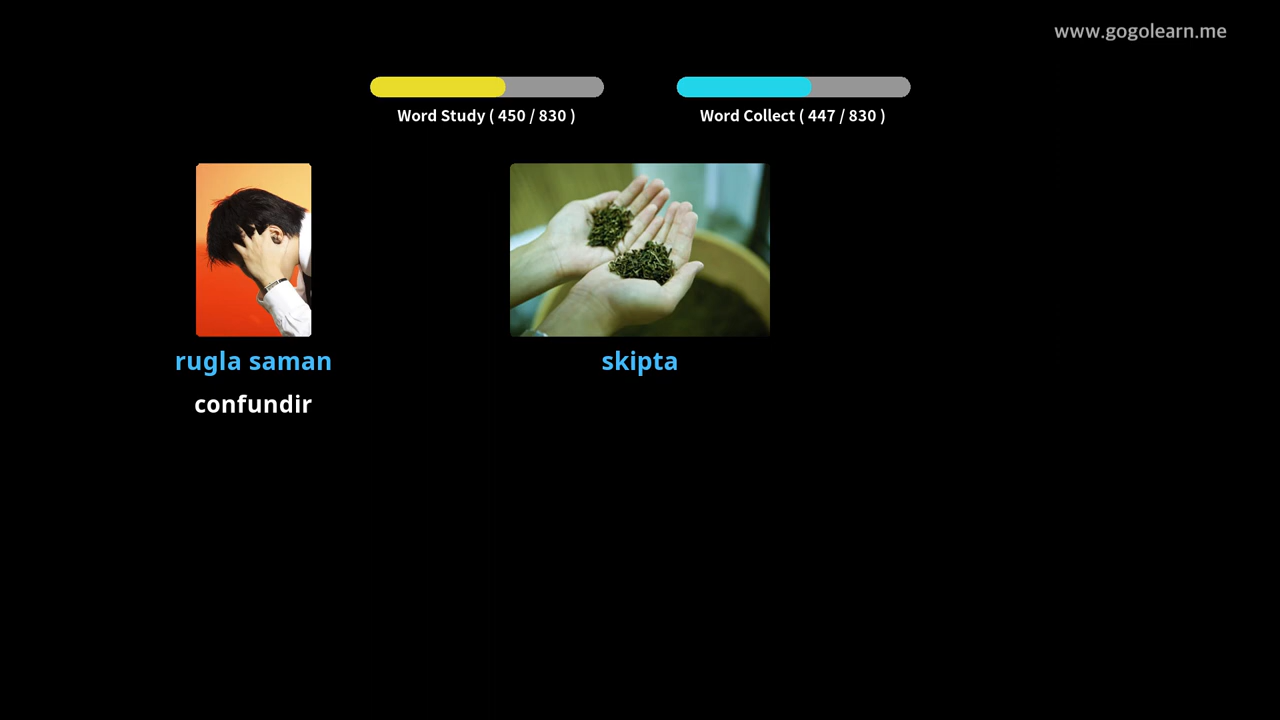 www.gogolearn.me
Word Study ( 450 / 830 )
Word Collect ( 447 / 830 )
rugla saman
skipta
confundir